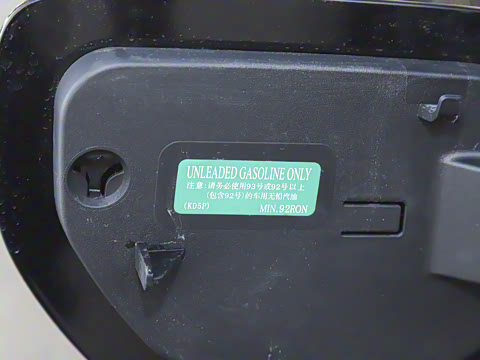 UNLEADED GASOLINE ONLY
注意:请务必使用93号或92号以上
(包含92号)的车用无铅汽油
(KD5P) MIN.92RON